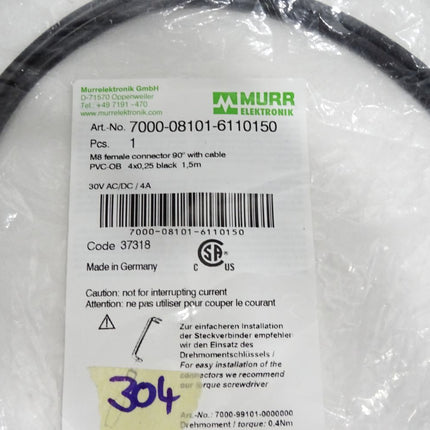 Murrelektronik GmbH
D-71570 Oppenweiler
Tel.: +49 7191 -470
www.murrelektronik.com
MURR
ELEKTRONIK
Art.-No. 7000-08101-6110150
Pcs. 1
M8 female connector 90° with cable
PVC-OB 4x0,25 black 1,5m
30V AC/DC / 4A
7000-08101-6110150
Code 37318
Made in Germany
C US
Caution: not for interrupting current
Attention: ne pas utiliser pour couper le courant
Zur einfacheren Installation
der Steckverbinder empfehlen
wir den Einsatz des
Drehmomentschlüssels /
For easy installation of the
connectors we recommend
our torque screwdriver
304
Art.-No.: 7000-99101-0000000
Drehmoment / torque: 0.4Nm